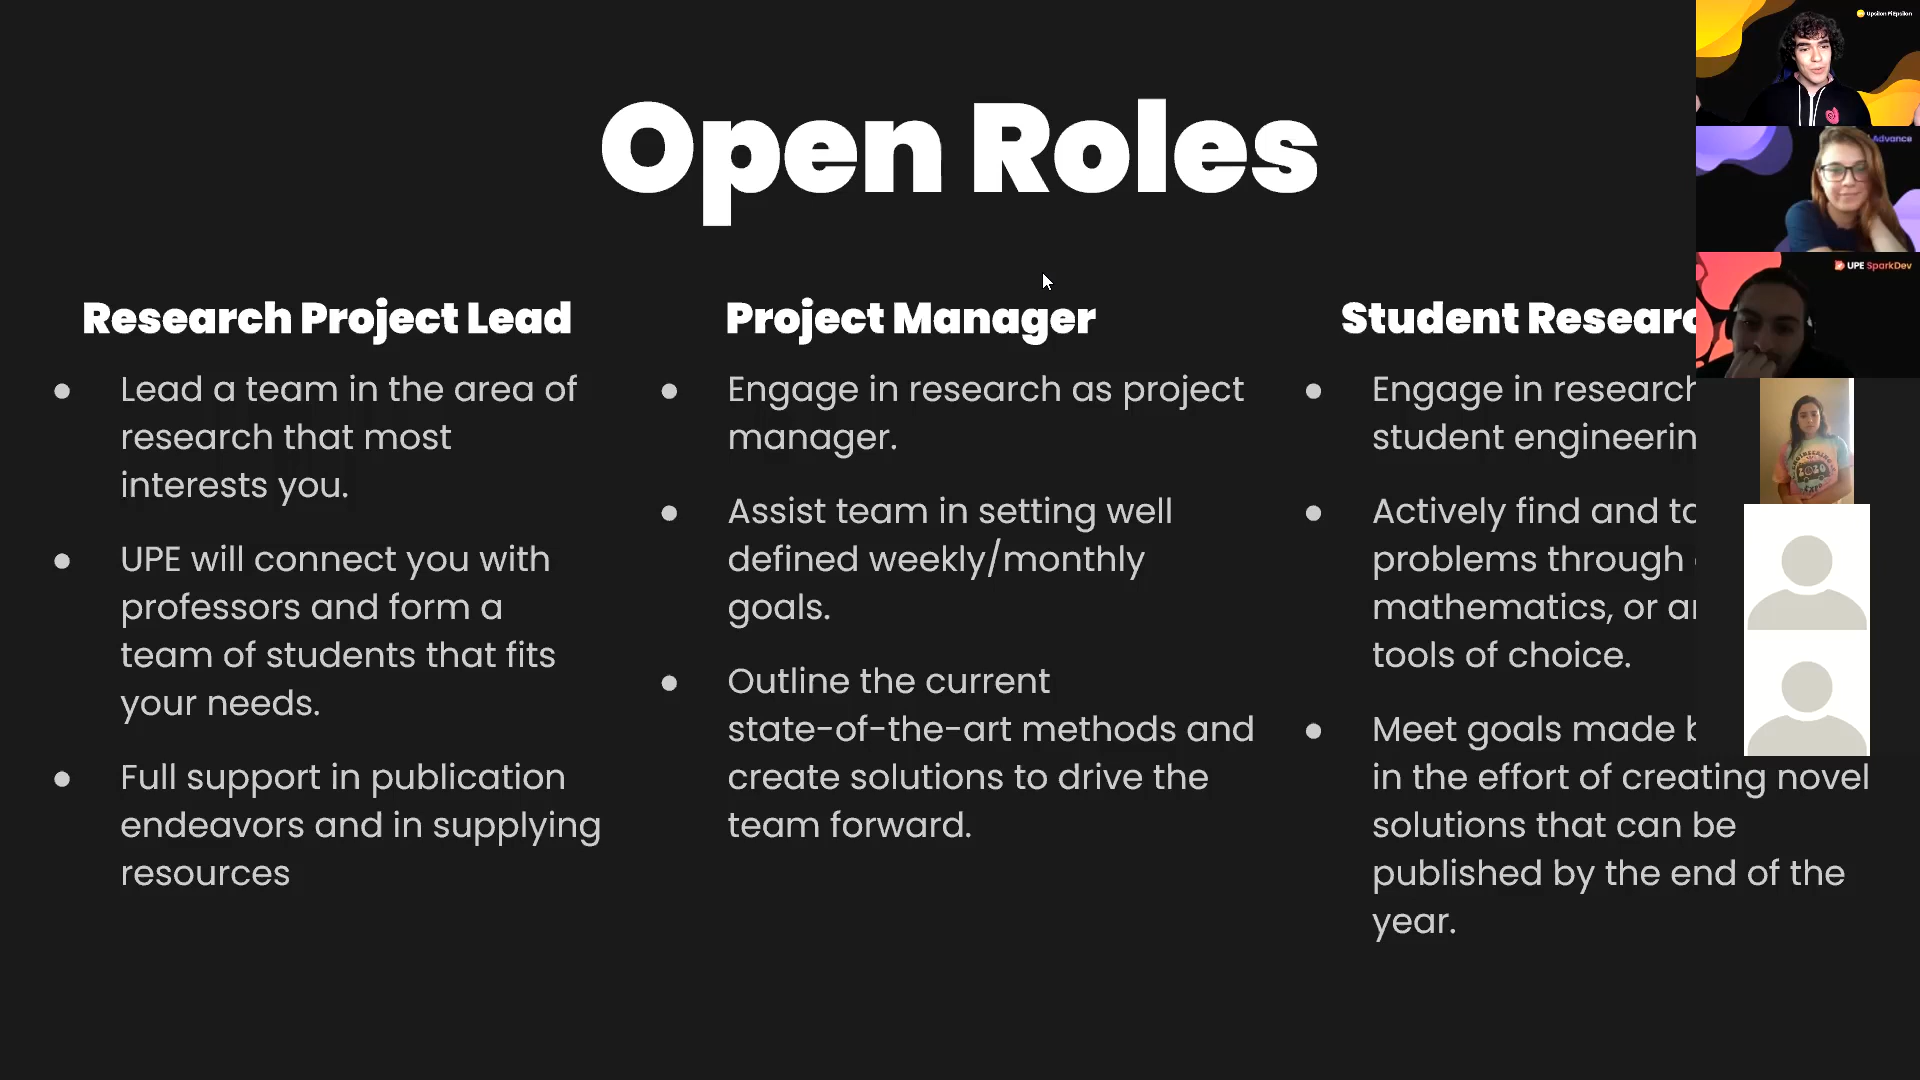 Open Roles
Research Project Lead
● Lead a team in the area of
research that most
interests you.
● UPE will connect you with
professors and form a
team of students that fits
your needs.
● Full support in publication
endeavors and in supplying
resources
Project Manager
● Engage in research as project
manager.
● Assist team in setting well
defined weekly/monthly
goals.
● Outline the current
state-of-the-art methods and
create solutions to drive the
team forward.
Student
● Engage in research
student
● Actively find and
problems through
mathematics, or
tools of choice.
● Meet goals made
in the effort of creating novel
solutions that can be
published by the end of the
year.
Upsilon Pi Epsilon
Advance
UPE SparkDev
2020